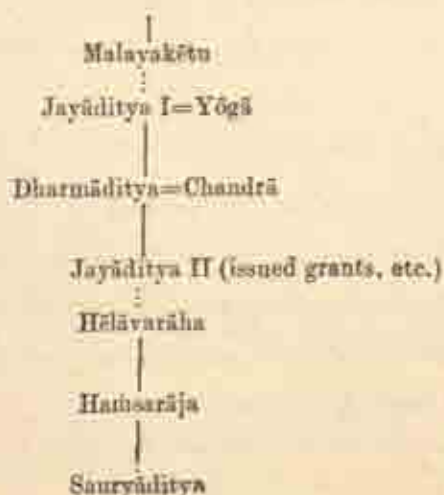 Malayakētu
Jayāditya I=Yōgā
Dharmāditya=Chandrā
Jayāditya II (issued grants, etc.)
Hēlāvarāha
Haṁsarāja
Sauryāditya